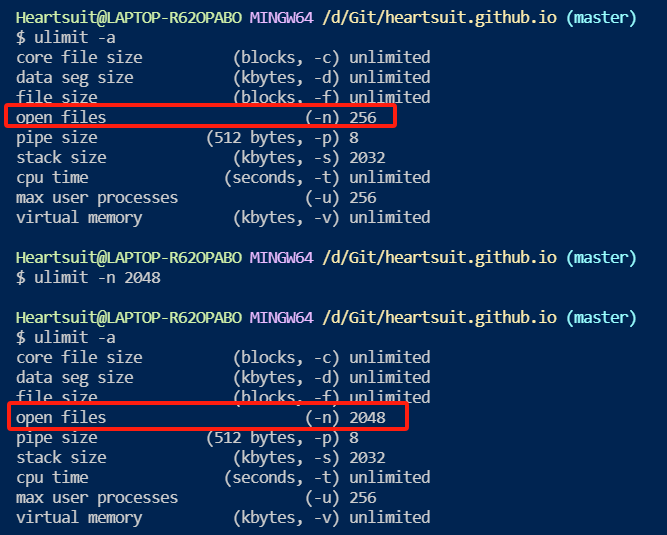 Heartsuit@LAPTOP-R62OPABO MINGW64 /d/Git/heartsuit.github.io (master)
$ ulimit -a
core file size          (blocks, -c) unlimited
data seg size           (kbytes, -d) unlimited
file size               (blocks, -f) unlimited
open files                      (-n) 256
pipe size            (512 bytes, -p) 8
stack size              (kbytes, -s) 2032
cpu time               (seconds, -t) unlimited
max user processes              (-u) 256
virtual memory          (kbytes, -v) unlimited
Heartsuit@LAPTOP-R62OPABO MINGW64 /d/Git/heartsuit.github.io (master)
$ ulimit -n 2048
Heartsuit@LAPTOP-R62OPABO MINGW64 /d/Git/heartsuit.github.io (master)
$ ulimit -a
core file size          (blocks, -c) unlimited
data seg size           (kbytes, -d) unlimited
file size               (blocks, -f) unlimited
open files                      (-n) 2048
pipe size            (512 bytes, -p) 8
stack size              (kbytes, -s) 2032
cpu time               (seconds, -t) unlimited
max user processes              (-u) 256
virtual memory          (kbytes, -v) unlimited